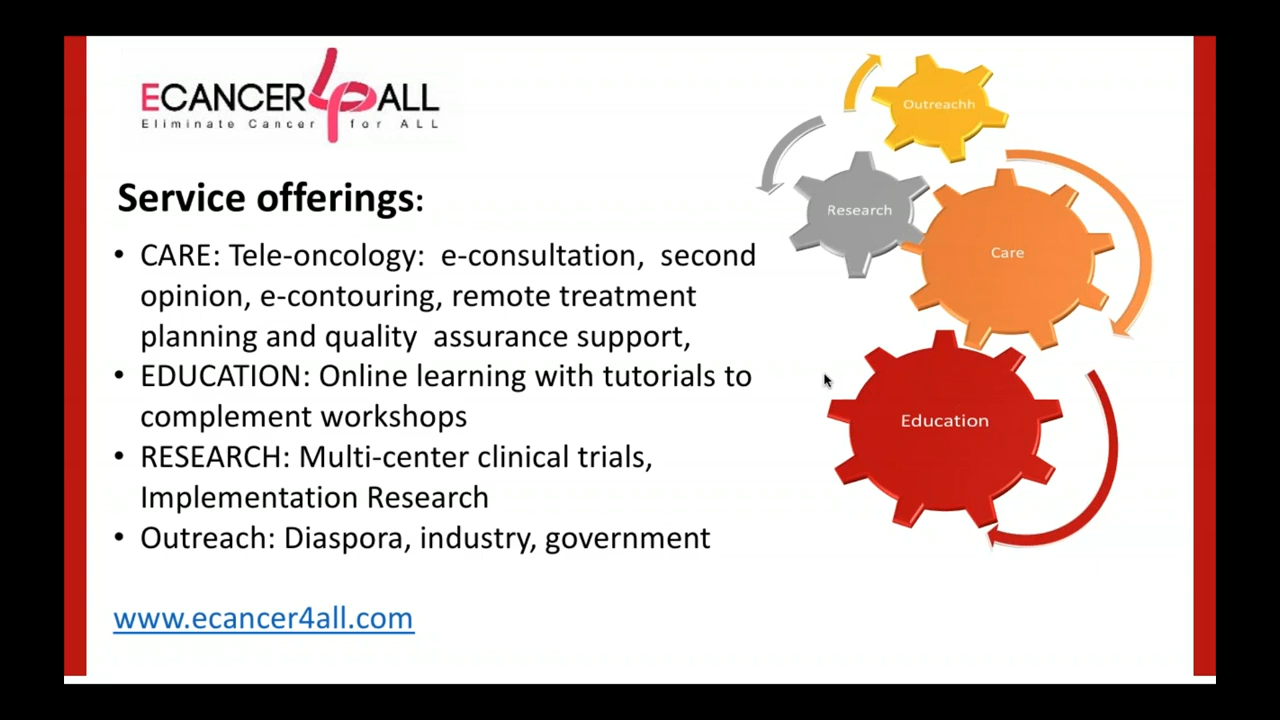 ECANCER4ALL
Eliminate Cancer for ALL
Service offerings:
• CARE: Tele-oncology: e-consultation, second
opinion, e-contouring, remote treatment
planning and quality assurance support,
• EDUCATION: Online learning with tutorials to
complement workshops
• RESEARCH: Multi-center clinical trials,
Implementation Research
• Outreach: Diaspora, industry, government
www.ecancer4all.com
Outreachh
Research
Care
Education